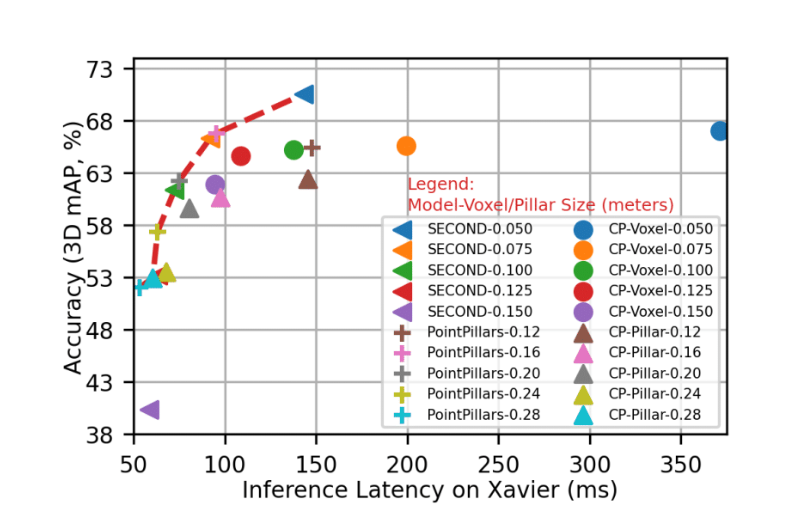 73
68
63
58
53
48
43
38
Accuracy (3D mAP, %)
Legend:
Model-Voxel/Pillar Size (meters)
SECOND-0.050 CP-Voxel-0.050
SECOND-0.075 CP-Voxel-0.075
SECOND-0.100 CP-Voxel-0.100
SECOND-0.125 CP-Voxel-0.125
SECOND-0.150 CP-Voxel-0.150
PointPillars-0.12 CP-Pillar-0.12
PointPillars-0.16 CP-Pillar-0.16
PointPillars-0.20 CP-Pillar-0.20
PointPillars-0.24 CP-Pillar-0.24
PointPillars-0.28 CP-Pillar-0.28
50 100 150 200 250 300 350
Inference Latency on Xavier (ms)